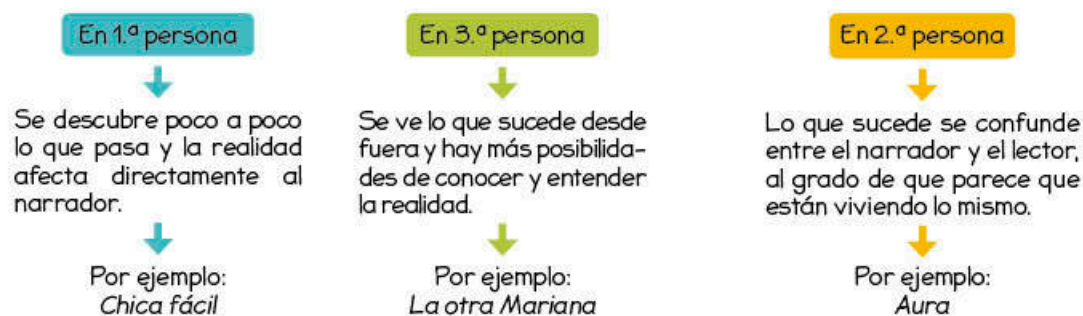 En 1.ª persona
Se descubre poco a poco
lo que pasa y la realidad
afecta directamente al
narrador.
Por ejemplo:
Chica fácil
En 3.ª persona
Se ve lo que sucede desde
fuera y hay más posibilida-
des de conocer y entender
la realidad.
Por ejemplo:
La otra Mariana
En 2.ª persona
Lo que sucede se confunde
entre el narrador y el lector,
al grado de que parece que
están viviendo lo mismo.
Por ejemplo:
Aura